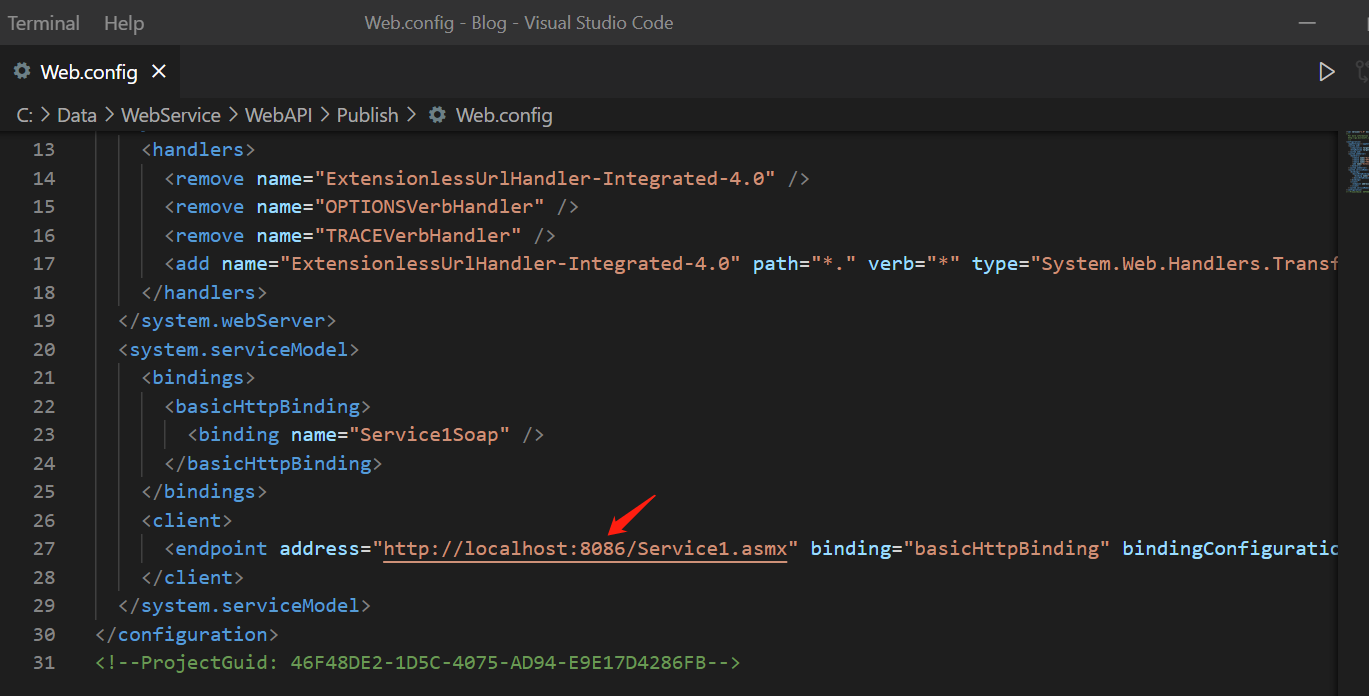 Terminal Help Web.config - Blog - Visual Studio Code
Web.config
C: > Data > WebService > WebAPI > Publish > Web.config
13 <handlers>
14 <remove name="ExtensionlessUrlHandler-Integrated-4.0" />
15 <remove name="OPTIONSVerbHandler" />
16 <remove name="TRACEVerbHandler" />
17 <add name="ExtensionlessUrlHandler-Integrated-4.0" path="*." verb="*" type="System.Web.Handlers.Transf
18 </handlers>
19 </system.webServer>
20 <system.serviceModel>
21 <bindings>
22 <basicHttpBinding>
23 <binding name="Service1Soap" />
24 </basicHttpBinding>
25 </bindings>
26 <client>
27 <endpoint address="http://localhost:8086/Service1.asmx" binding="basicHttpBinding" bindingConfiguratio
28 </client>
29 </system.serviceModel>
30 </configuration>
31 <!--ProjectGuid: 46F48DE2-1D5C-4075-AD94-E9E17D4286FB-->